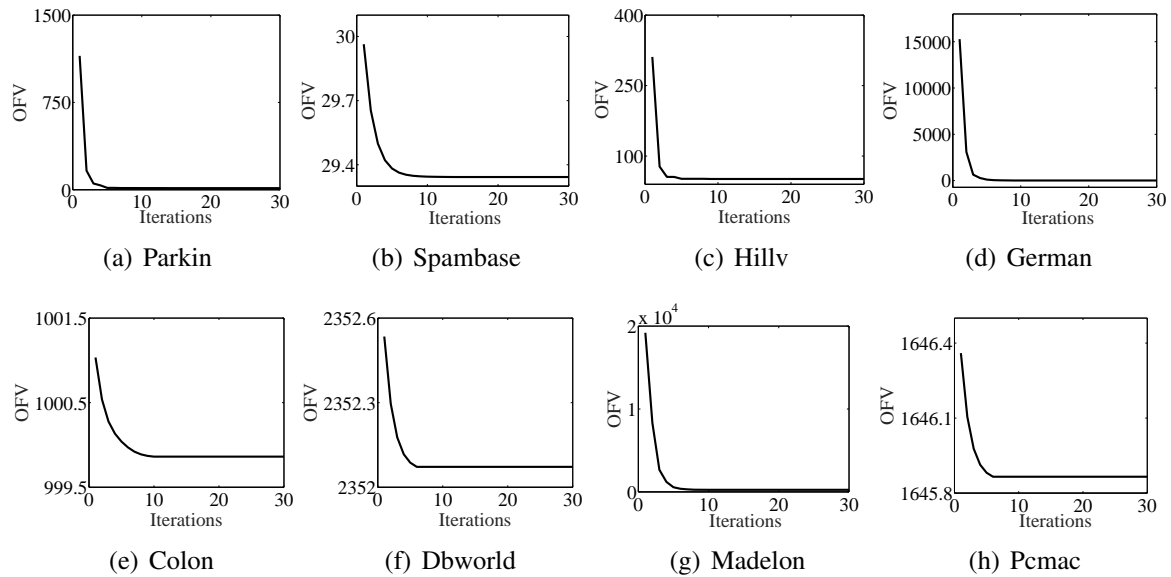 1500
750
0
OFV
0 10 20 30
Iterations
(a) Parkin
30
29.7
29.4
OFV
0 10 20 30
Iterations
(b) Spambase
400
250
100
OFV
0 10 20 30
Iterations
(c) Hillv
15000
10000
5000
0
OFV
0 10 20 30
Iterations
(d) German
1001.5
1000.5
999.5
OFV
0 10 20 30
Iterations
(e) Colon
2352.6
2352.3
2352
OFV
0 10 20 30
Iterations
(f) Dbworld
x 10^4
2
1
0
OFV
0 10 20 30
Iterations
(g) Madelon
1646.4
1646.1
1645.8
OFV
0 10 20 30
Iterations
(h) Pcmac